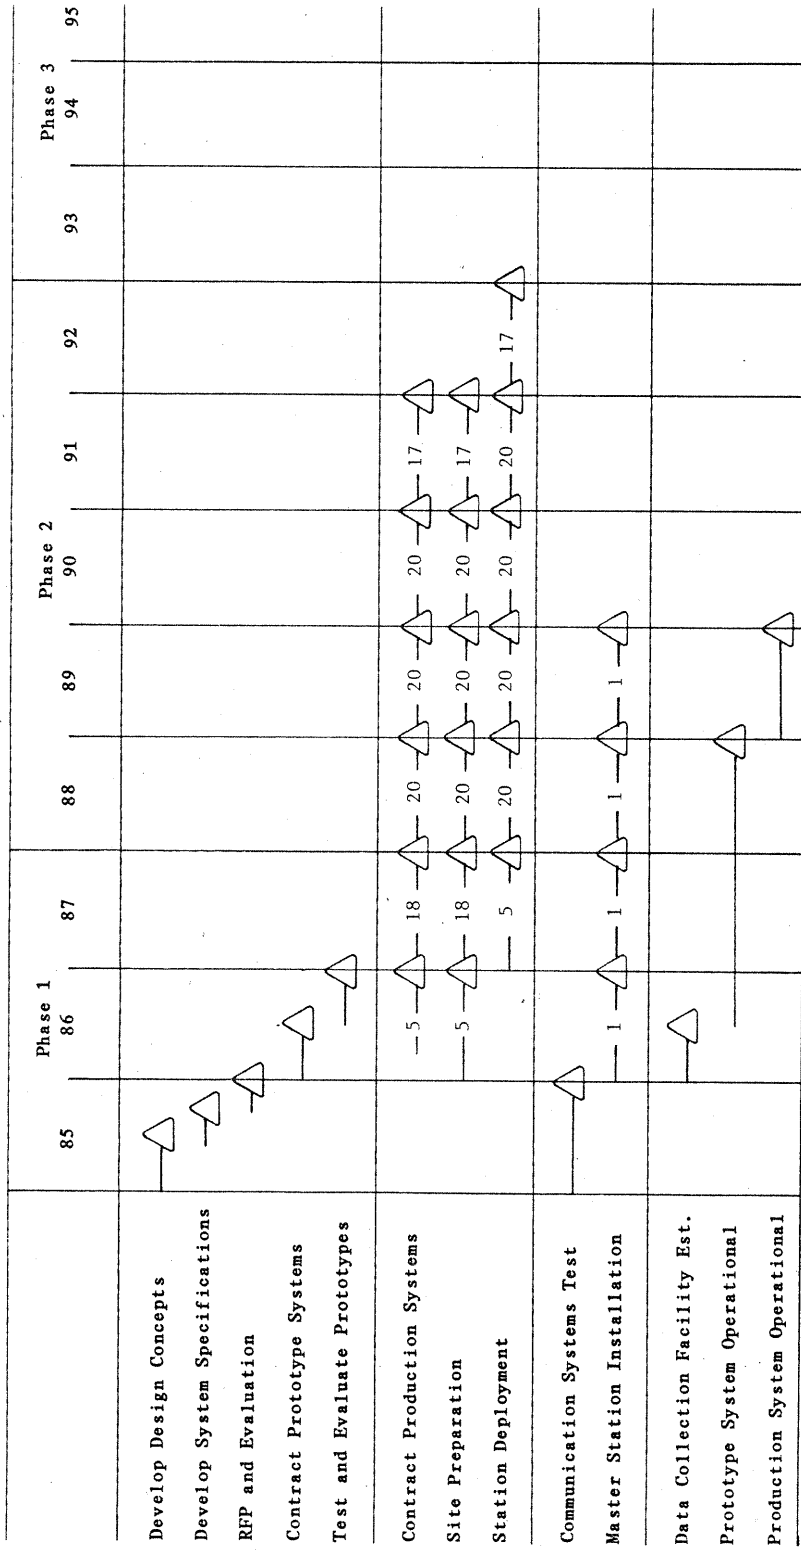 Phase 1 Phase 2 Phase 3
85 86 87 88 89 90 91 92 93 94 95
Develop Design Concepts
Develop System Specifications
RFP and Evaluation
Contract Prototype Systems
Test and Evaluate Prototypes
Contract Production Systems 5 18 20 20 20 17
Site Preparation 5 18 20 20 20 17
Station Deployment 5 20 20 20 20 17
Communication Systems Test
Master Station Installation 1 1 1 1
Data Collection Facility Est.
Prototype System Operational
Production System Operational